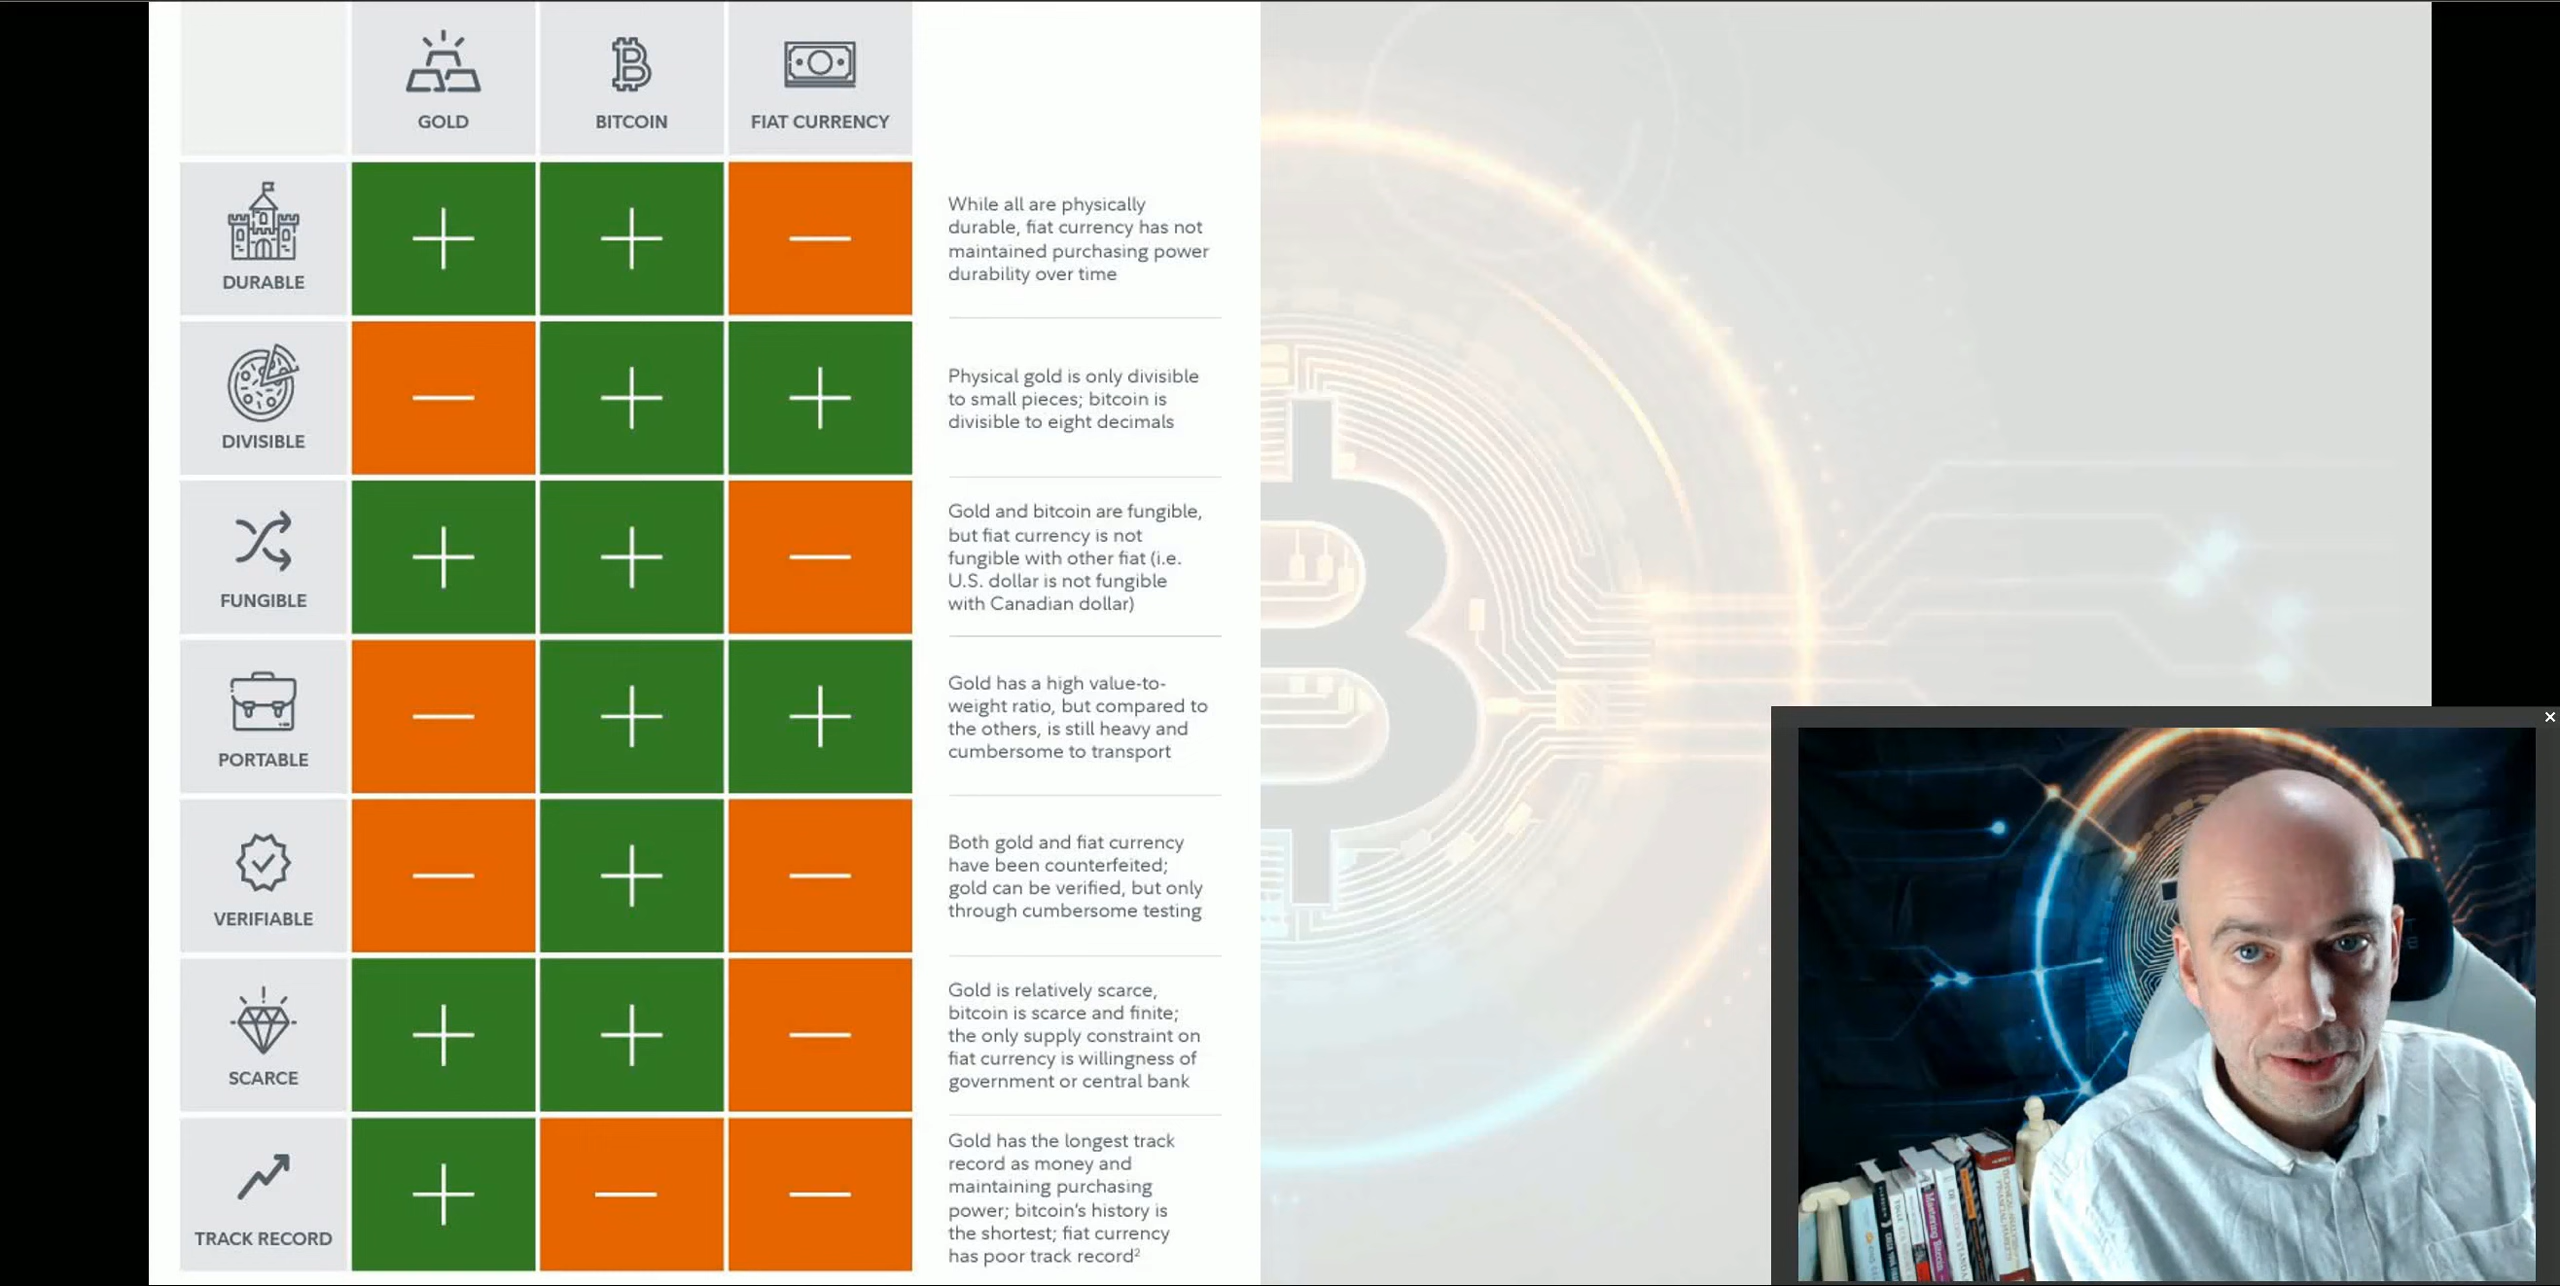 GOLD
BITCOIN
FIAT CURRENCY
DURABLE
While all are physically
durable, fiat currency has not
maintained purchasing power
durability over time
DIVISIBLE
Physical gold is only divisible
to small pieces; bitcoin is
divisible to eight decimals
FUNGIBLE
Gold and bitcoin are fungible,
but fiat currency is not
fungible with other fiat (i.e.
U.S. dollar is not fungible
with Canadian dollar)
PORTABLE
Gold has a high value-to-
weight ratio, but compared to
the others, is still heavy and
cumbersome to transport
VERIFIABLE
Both gold and fiat currency
have been counterfeited;
gold can be verified, but only
through cumbersome testing
SCARCE
Gold is relatively scarce,
bitcoin is scarce and finite;
the only supply constraint on
fiat currency is willingness of
government or central bank
TRACK RECORD
Gold has the longest track
record as money and
maintaining purchasing
power; bitcoin's history is
the shortest; fiat currency
has poor track record²
Mastering Bitcoin